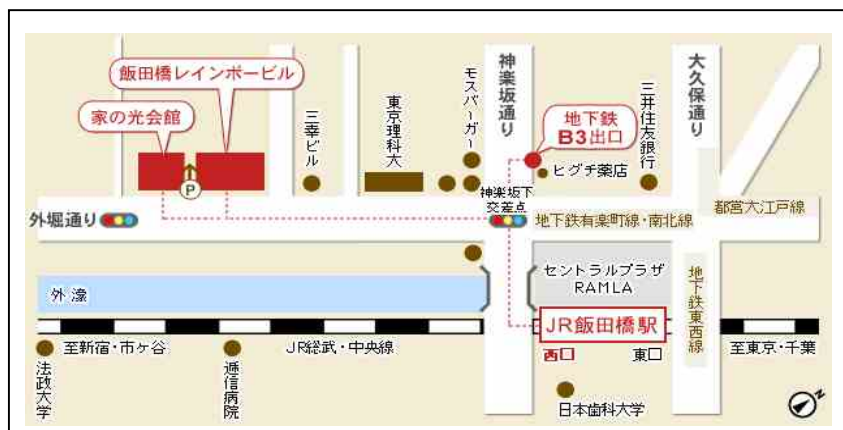 飯田橋レインボービル
家の光会館
P
三幸ビル
東京理科大
モスバーガー
神楽坂通り
地下鉄
B3出口
ヒグチ薬店
三井住友銀行
大久保通り
外堀通り
神楽坂下
交差点
地下鉄有楽町線・南北線
都営大江戸線
外濠
セントラルプラザ
RAMLA
地下鉄東西線
JR飯田橋駅
西口
東口
至新宿・市ヶ谷
JR総武・中央線
至東京・千葉
法政大学
逓信病院
日本歯科大学
N